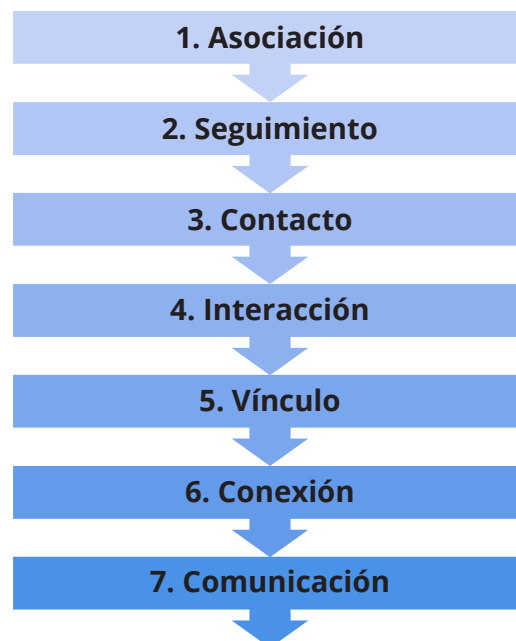 1. Asociación
2. Seguimiento
3. Contacto
4. Interacción
5. Vínculo
6. Conexión
7. Comunicación